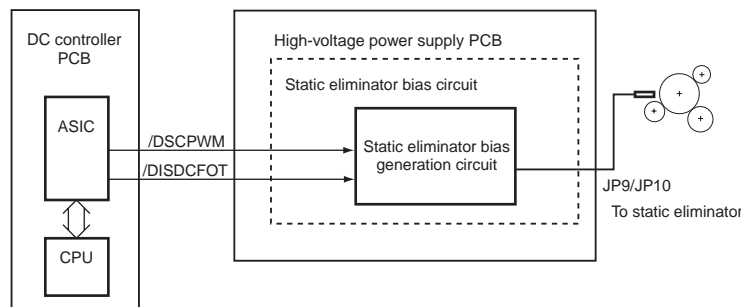 DC controller
PCB
ASIC
CPU
/DSCPWM
/DISDCFOT
High-voltage power supply PCB
Static eliminator bias circuit
Static eliminator bias
generation circuit
JP9/JP10
To static eliminator